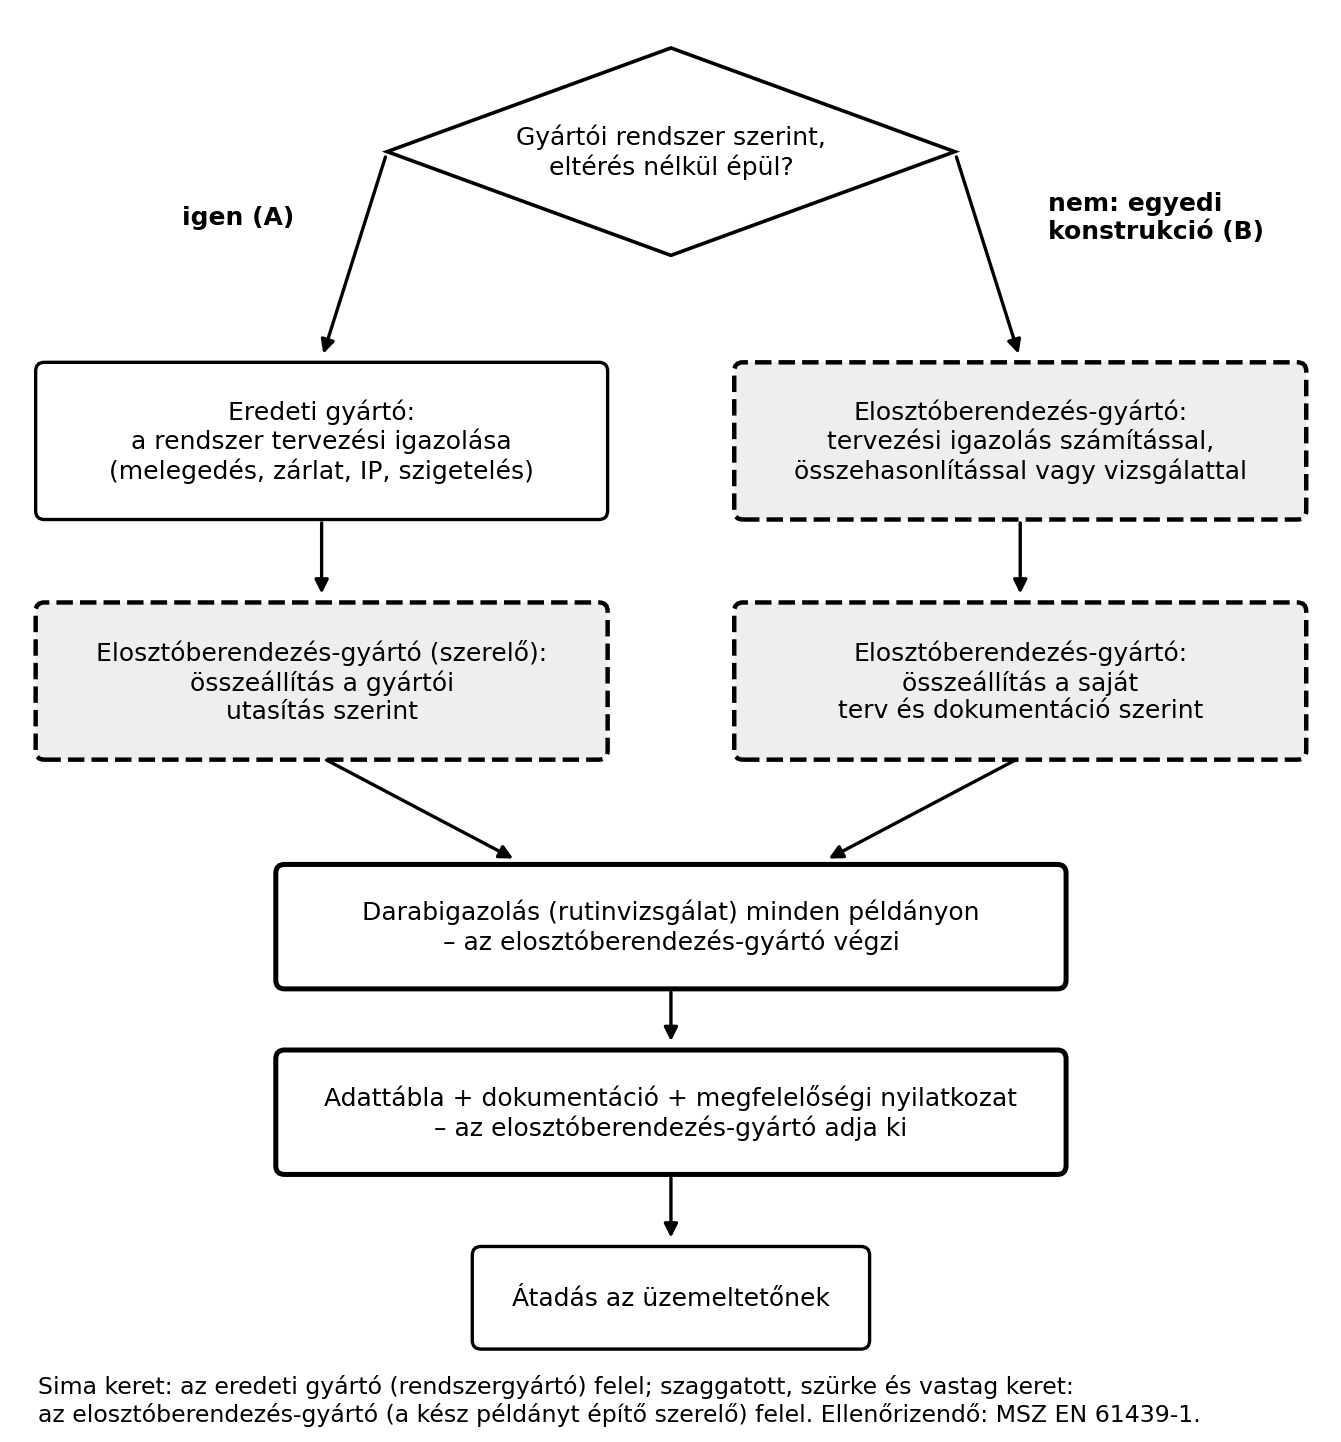 Gyártói rendszer szerint,
eltérés nélkül épül?
igen (A)
nem: egyedi
konstrukció (B)
Eredeti gyártó:
a rendszer tervezési igazolása
(melegedés, zárlat, IP, szigetelés)
Elosztóberendezés-gyártó:
tervezési igazolás számítással,
összehasonlítással vagy vizsgálattal
Elosztóberendezés-gyártó (szerelő):
összeállítás a gyártói
utasítás szerint
Elosztóberendezés-gyártó:
összeállítás a saját
terv és dokumentáció szerint
Darabigazolás (rutinvizsgálat) minden példányon
– az elosztóberendezés-gyártó végzi
Adattábla + dokumentáció + megfelelőségi nyilatkozat
– az elosztóberendezés-gyártó adja ki
Átadás az üzemeltetőnek
Sima keret: az eredeti gyártó (rendszergyártó) felel; szaggatott, szürke és vastag keret:
az elosztóberendezés-gyártó (a kész példányt építő szerelő) felel. Ellenőrizendő: MSZ EN 61439-1.